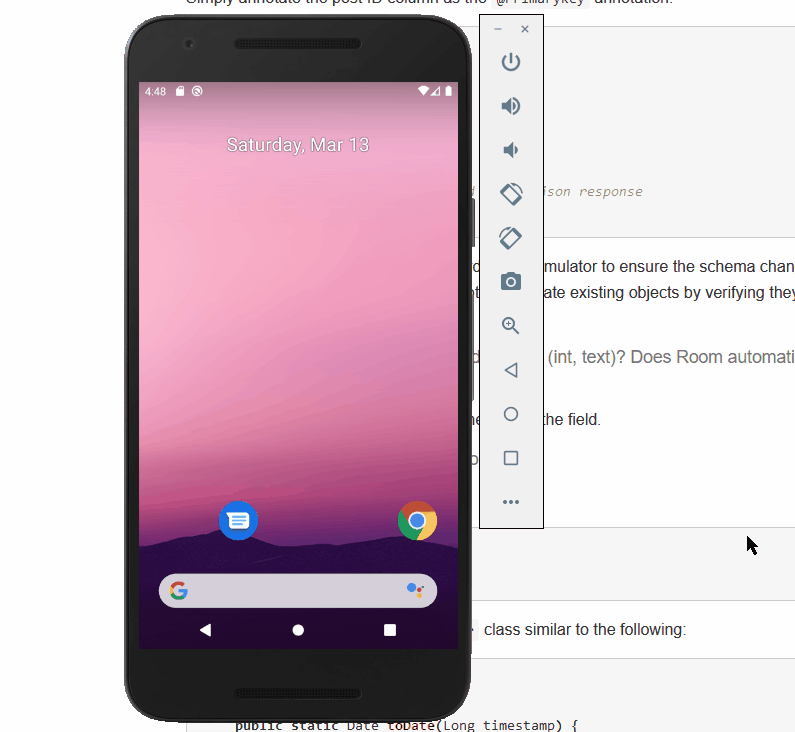 Simply annotate the post ID column as the @PrimaryKey annotation.
4:48
Saturday, Mar 13
json response
mulator to ensure the schema chan
ate existing objects by verifying they
(int, text)? Does Room automati
the field.
class similar to the following:
public static Date toDate(Long timestamp) {